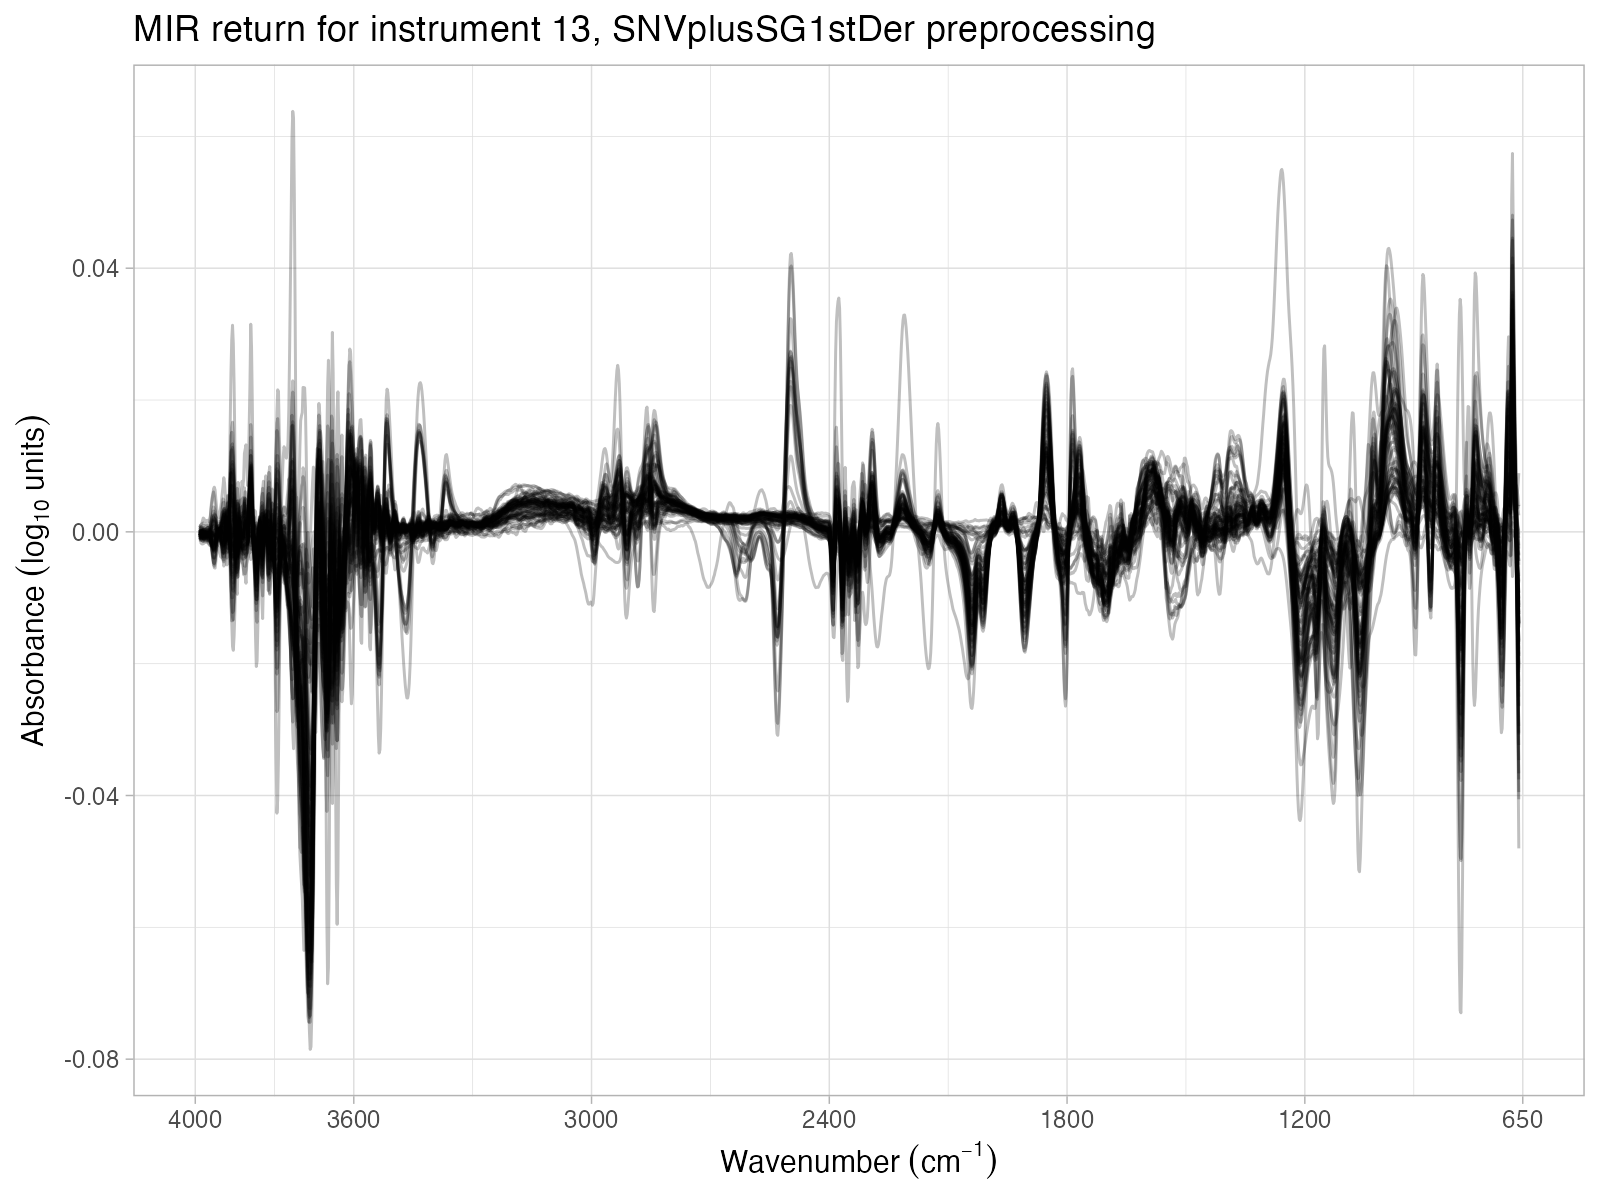 MIR return for instrument 13, SNVplusSG1stDer preprocessing
Absorbance (log₁₀ units)
0.04
0.00
-0.04
-0.08
4000 3600 3000 2400 1800 1200 650
Wavenumber (cm⁻¹)